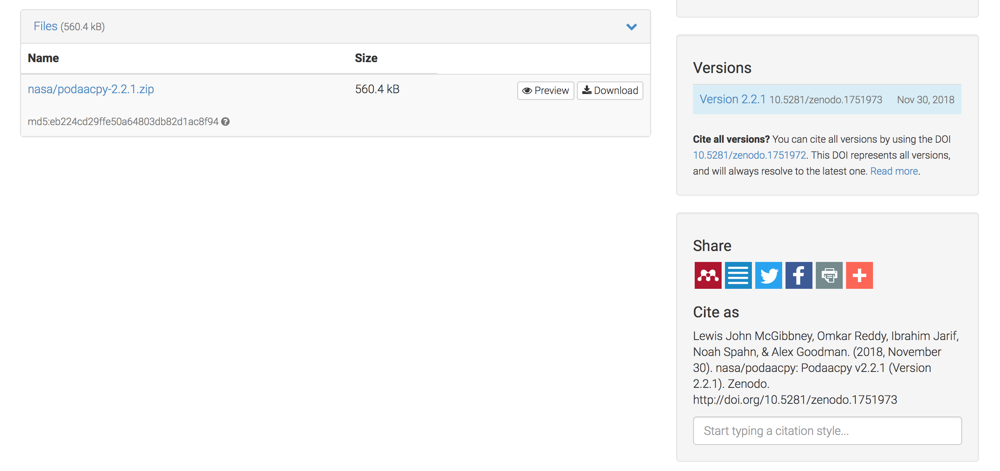 Files (560.4 kB)
Name Size
nasa/podaacpy-2.2.1.zip 560.4 kB Preview Download
md5:eb224cd29ffe50a64803db82d1ac8f94
Versions
Version 2.2.1 10.5281/zenodo.1751973 Nov 30, 2018
Cite all versions? You can cite all versions by using the DOI
10.5281/zenodo.1751972. This DOI represents all versions,
and will always resolve to the latest one. Read more.
Share
Cite as
Lewis John McGibbney, Omkar Reddy, Ibrahim Jarif,
Noah Spahn, & Alex Goodman. (2018, November
30). nasa/podaacpy: Podaacpy v2.2.1 (Version
2.2.1). Zenodo.
http://doi.org/10.5281/zenodo.1751973
Start typing a citation style...